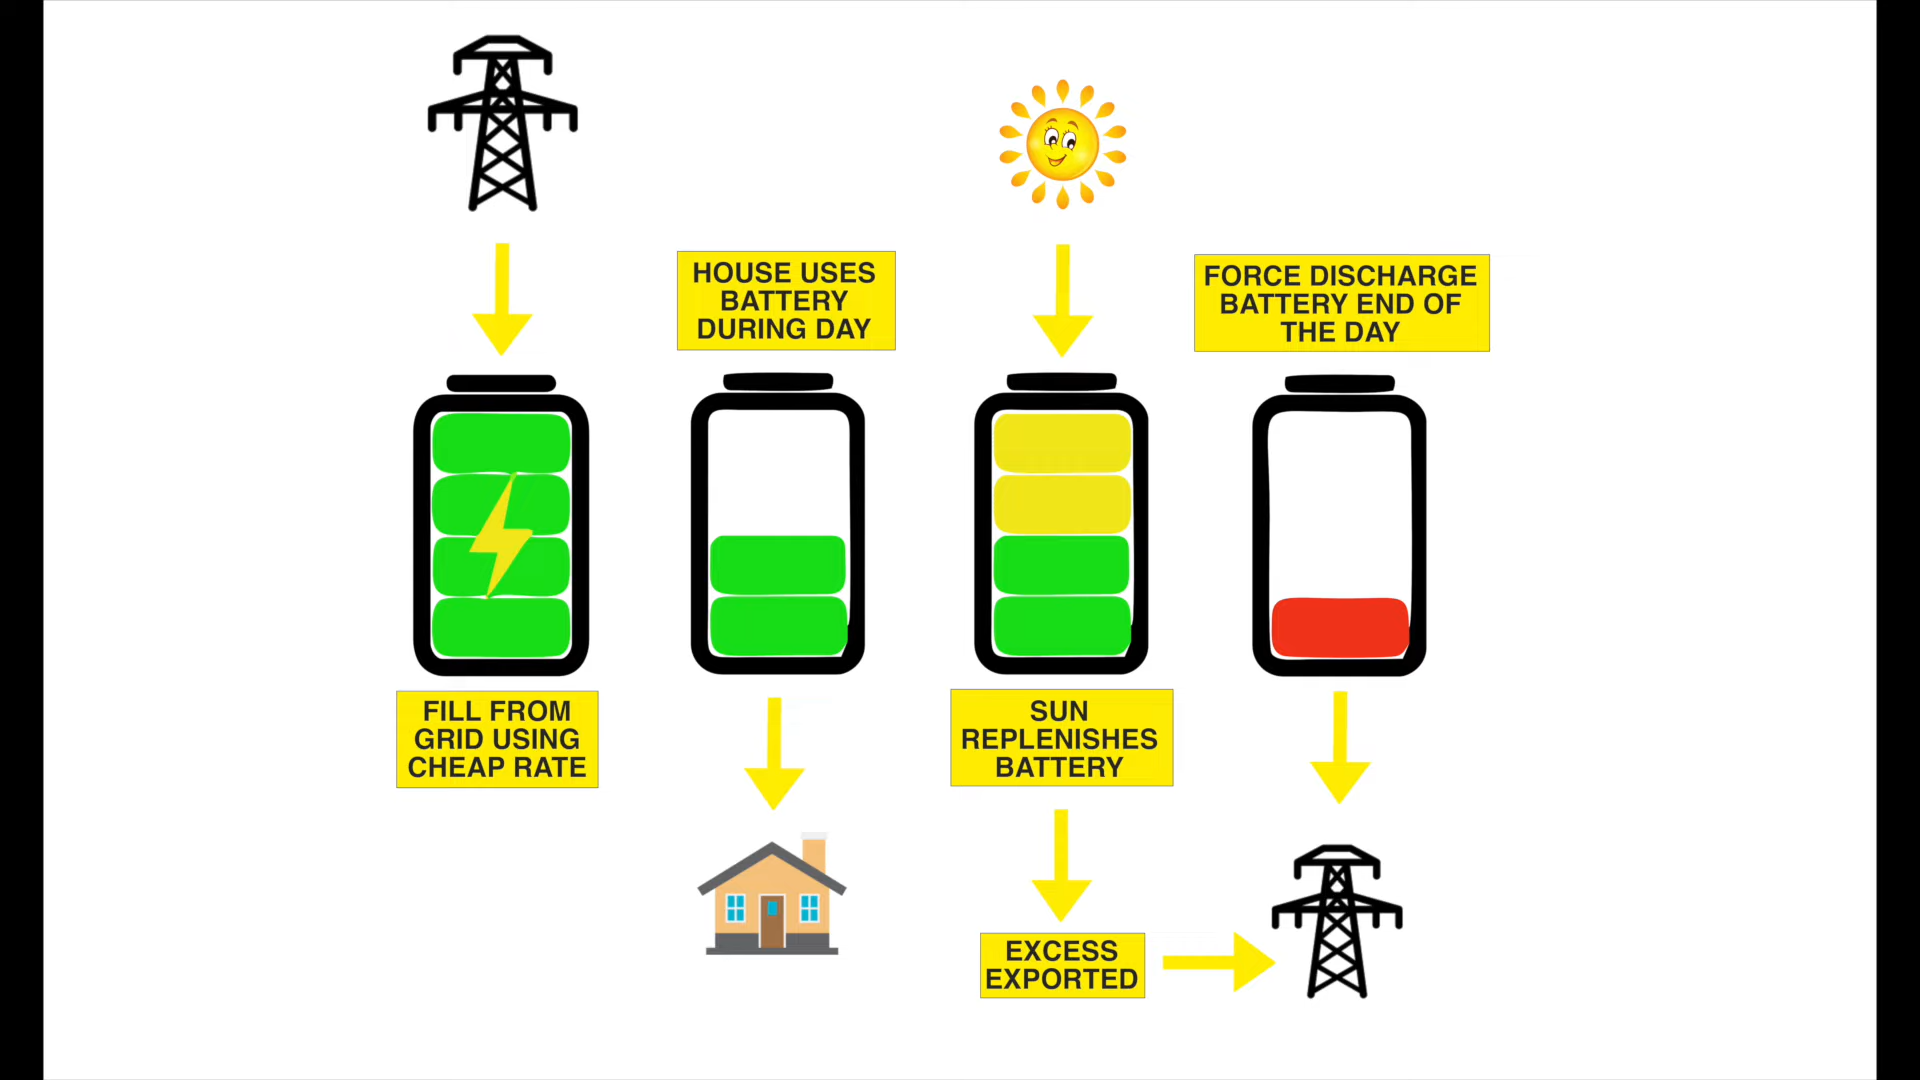 HOUSE USES
BATTERY
DURING DAY
FORCE DISCHARGE
BATTERY END OF
THE DAY
FILL FROM
GRID USING
CHEAP RATE
SUN
REPLENISHES
BATTERY
EXCESS
EXPORTED